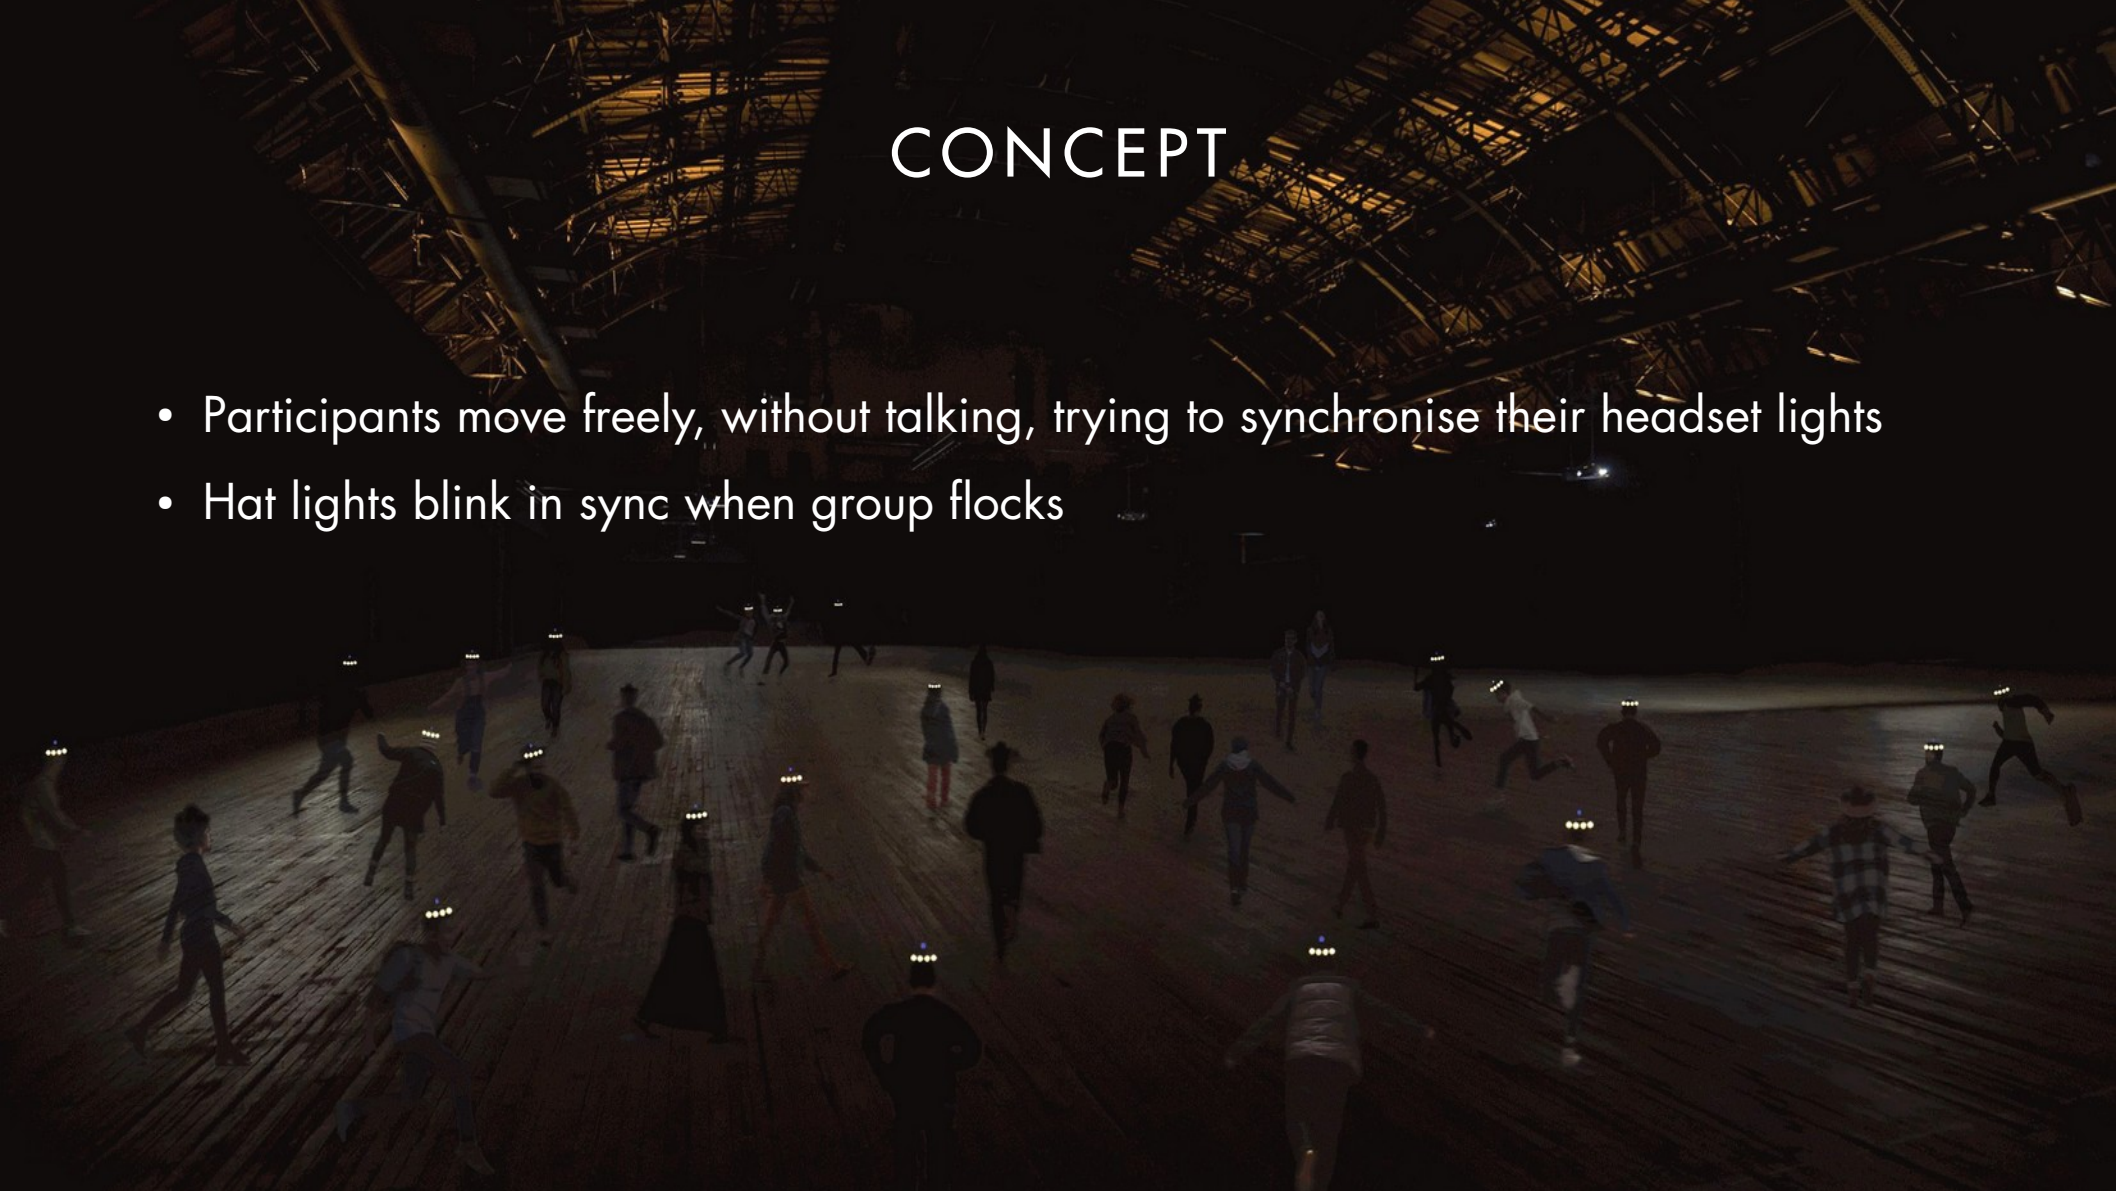 CONCEPT
• Participants move freely, without talking, trying to synchronise their headset lights
• Hat lights blink in sync when group flocks